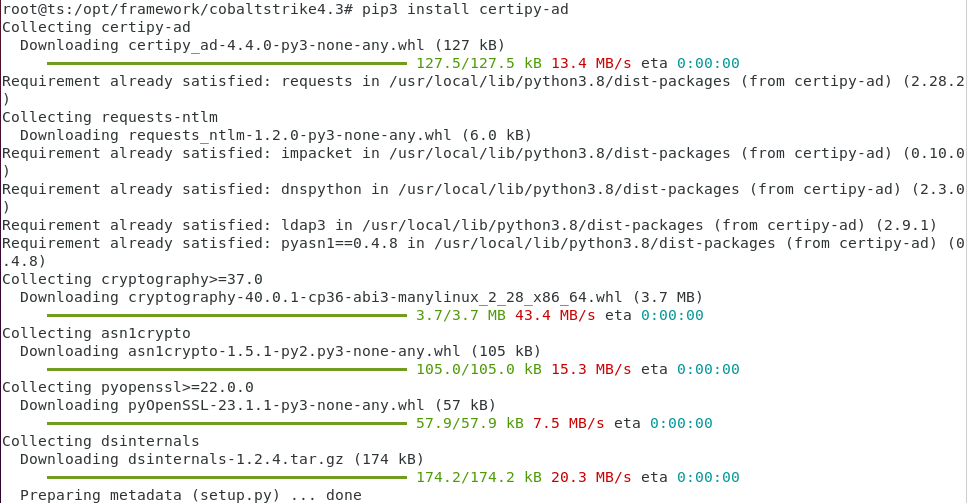 root@ts:/opt/framework/cobaltstrike4.3# pip3 install certipy-ad
Collecting certipy-ad
  Downloading certipy_ad-4.4.0-py3-none-any.whl (127 kB)
127.5/127.5 kB 13.4 MB/s eta 0:00:00
Requirement already satisfied: requests in /usr/local/lib/python3.8/dist-packages (from certipy-ad) (2.28.2
)
Collecting requests-ntlm
  Downloading requests_ntlm-1.2.0-py3-none-any.whl (6.0 kB)
Requirement already satisfied: impacket in /usr/local/lib/python3.8/dist-packages (from certipy-ad) (0.10.0
)
Requirement already satisfied: dnspython in /usr/local/lib/python3.8/dist-packages (from certipy-ad) (2.3.0
)
Requirement already satisfied: ldap3 in /usr/local/lib/python3.8/dist-packages (from certipy-ad) (2.9.1)
Requirement already satisfied: pyasn1==0.4.8 in /usr/local/lib/python3.8/dist-packages (from certipy-ad) (0
.4.8)
Collecting cryptography>=37.0
  Downloading cryptography-40.0.1-cp36-abi3-manylinux_2_28_x86_64.whl (3.7 MB)
3.7/3.7 MB 43.4 MB/s eta 0:00:00
Collecting asn1crypto
  Downloading asn1crypto-1.5.1-py2.py3-none-any.whl (105 kB)
105.0/105.0 kB 15.3 MB/s eta 0:00:00
Collecting pyopenssl>=22.0.0
  Downloading pyOpenSSL-23.1.1-py3-none-any.whl (57 kB)
57.9/57.9 kB 7.5 MB/s eta 0:00:00
Collecting dsinternals
  Downloading dsinternals-1.2.4.tar.gz (174 kB)
174.2/174.2 kB 20.3 MB/s eta 0:00:00
  Preparing metadata (setup.py) ... done